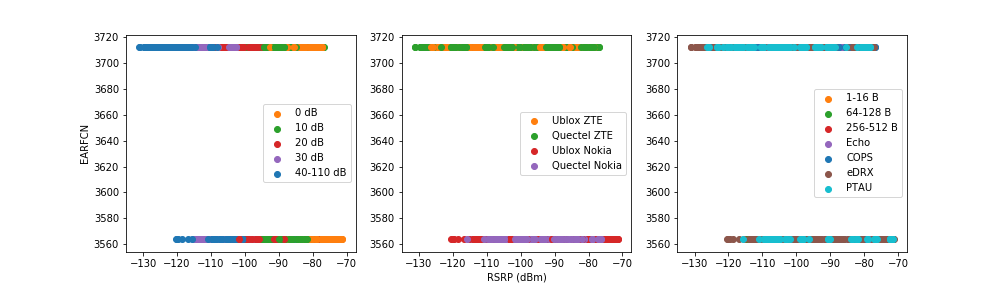 3720
3700
3680
3660
3640
3620
3600
3580
3560
EARFCN
−130 −120 −110 −100 −90 −80 −70
0 dB
10 dB
20 dB
30 dB
40-110 dB
3720
3700
3680
3660
3640
3620
3600
3580
3560
−130 −120 −110 −100 −90 −80 −70
RSRP (dBm)
Ublox ZTE
Quectel ZTE
Ublox Nokia
Quectel Nokia
3720
3700
3680
3660
3640
3620
3600
3580
3560
−130 −120 −110 −100 −90 −80 −70
1-16 B
64-128 B
256-512 B
Echo
COPS
eDRX
PTAU